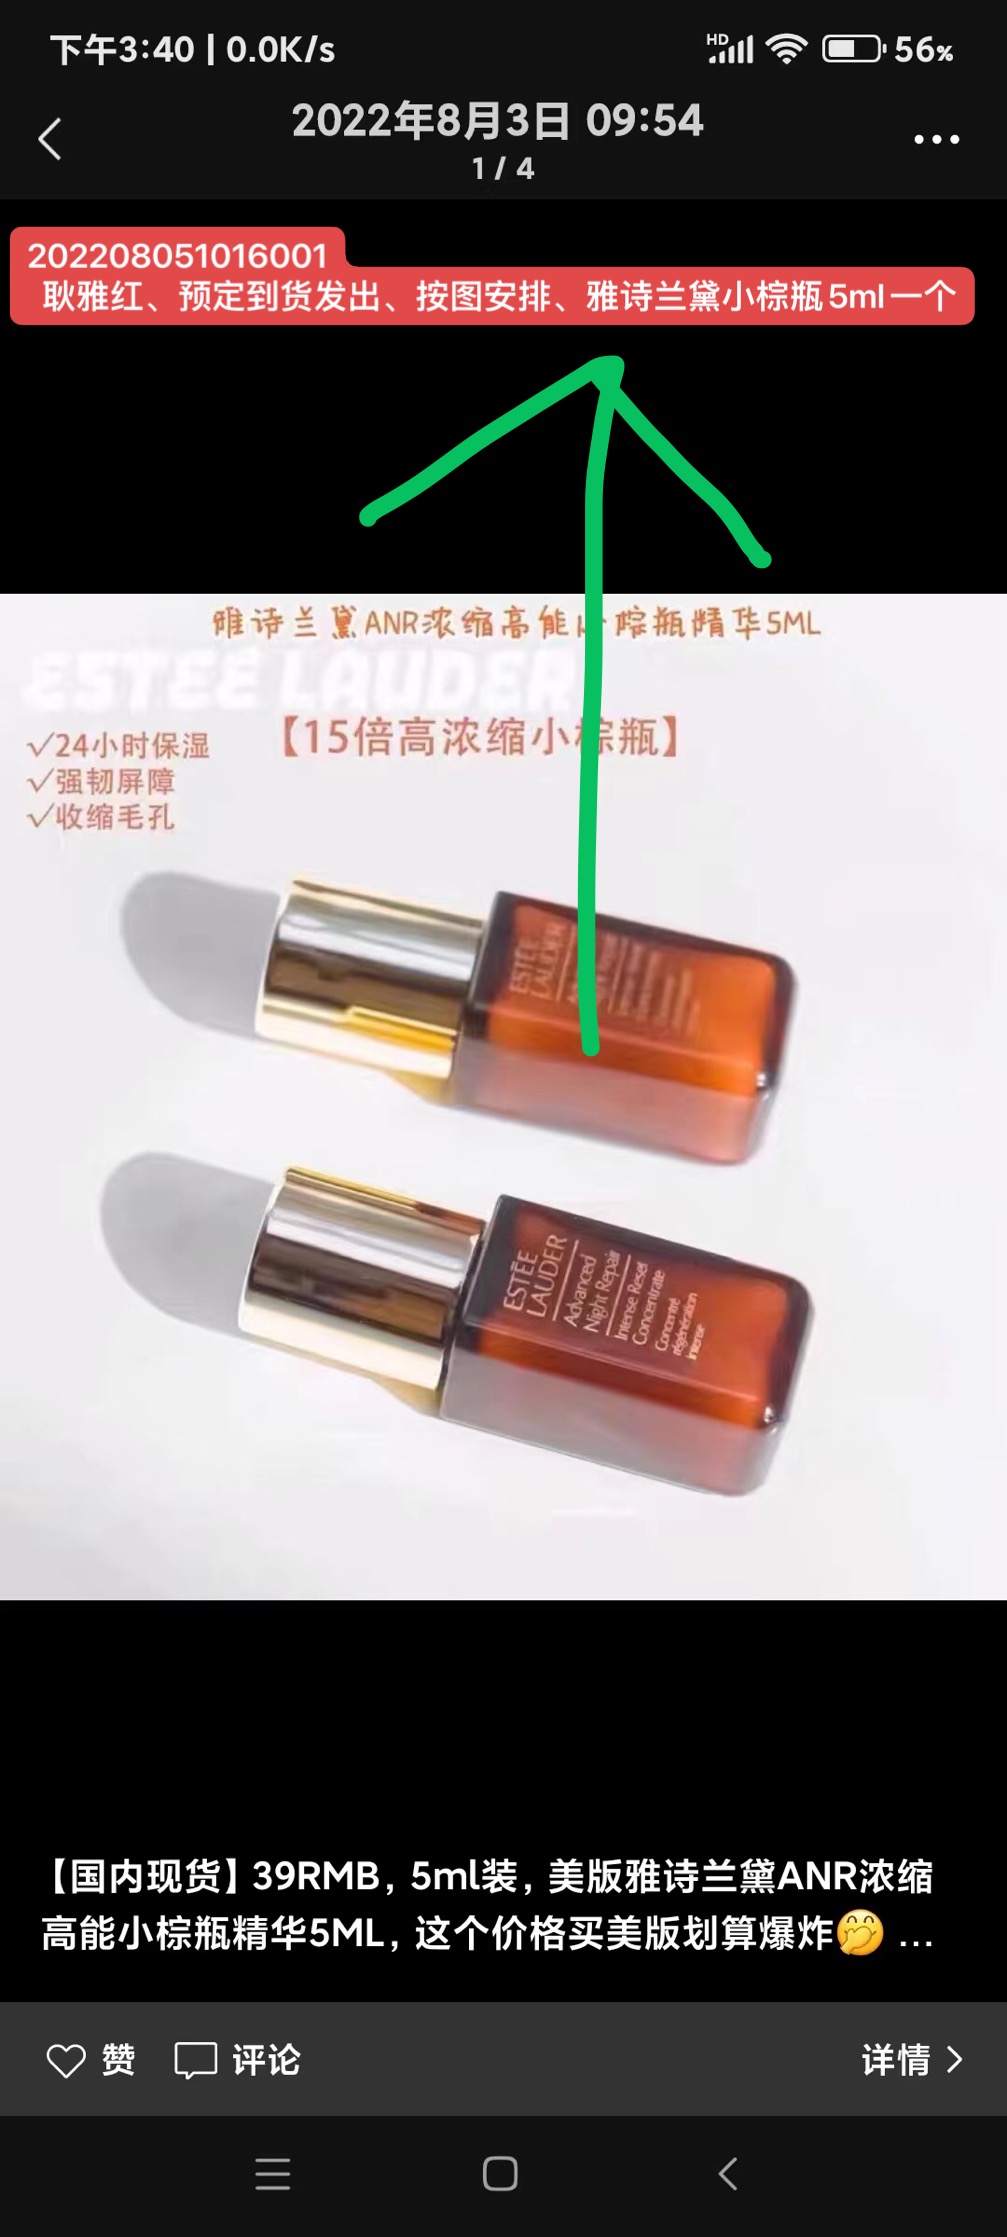 下午3:40 | 0.0K/s
HD
56%
2022年8月3日 09:54
1 / 4
202208051016001
耿雅红、预定到货发出、按图安排、雅诗兰黛小棕瓶5ml一个
雅诗兰黛ANR浓缩高能小棕瓶精华5ML
ESTEE LAUDER
【15倍高浓缩小棕瓶】
✓24小时保湿
✓强韧屏障
✓收缩毛孔
ESTEE
LAUDER
ESTĒE
LAUDER
Advanced
Night Repair
Intense Reset
Concentrate
Concentré
régénération
intense
【国内现货】39RMB，5ml装，美版雅诗兰黛ANR浓缩
高能小棕瓶精华5ML，这个价格买美版划算爆炸🤭 ...
赞 评论 详情